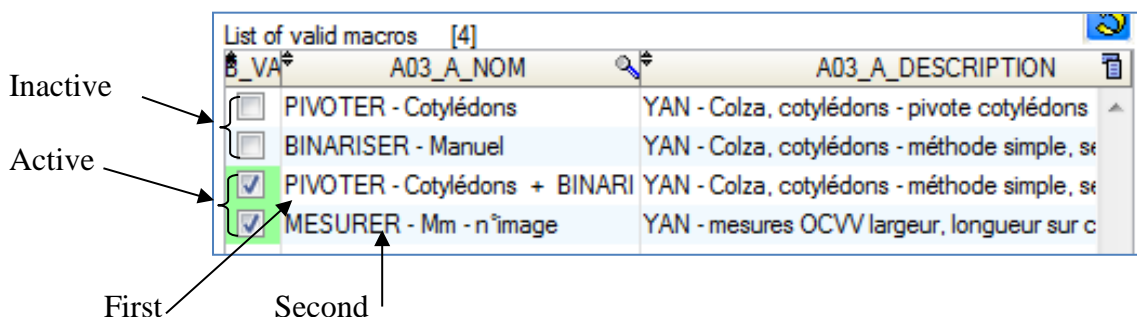 List of valid macros [4]
B_VA A03_A_NOM A03_A_DESCRIPTION
Inactive
PIVOTER - Cotylédons YAN - Colza, cotylédons - pivote cotylédons
BINARISER - Manuel YAN - Colza, cotylédons - méthode simple, se
Active
PIVOTER - Cotylédons + BINARI YAN - Colza, cotylédons - méthode simple, se
MESURER - Mm - n°image YAN - mesures OCVV largeur, longueur sur c
First Second